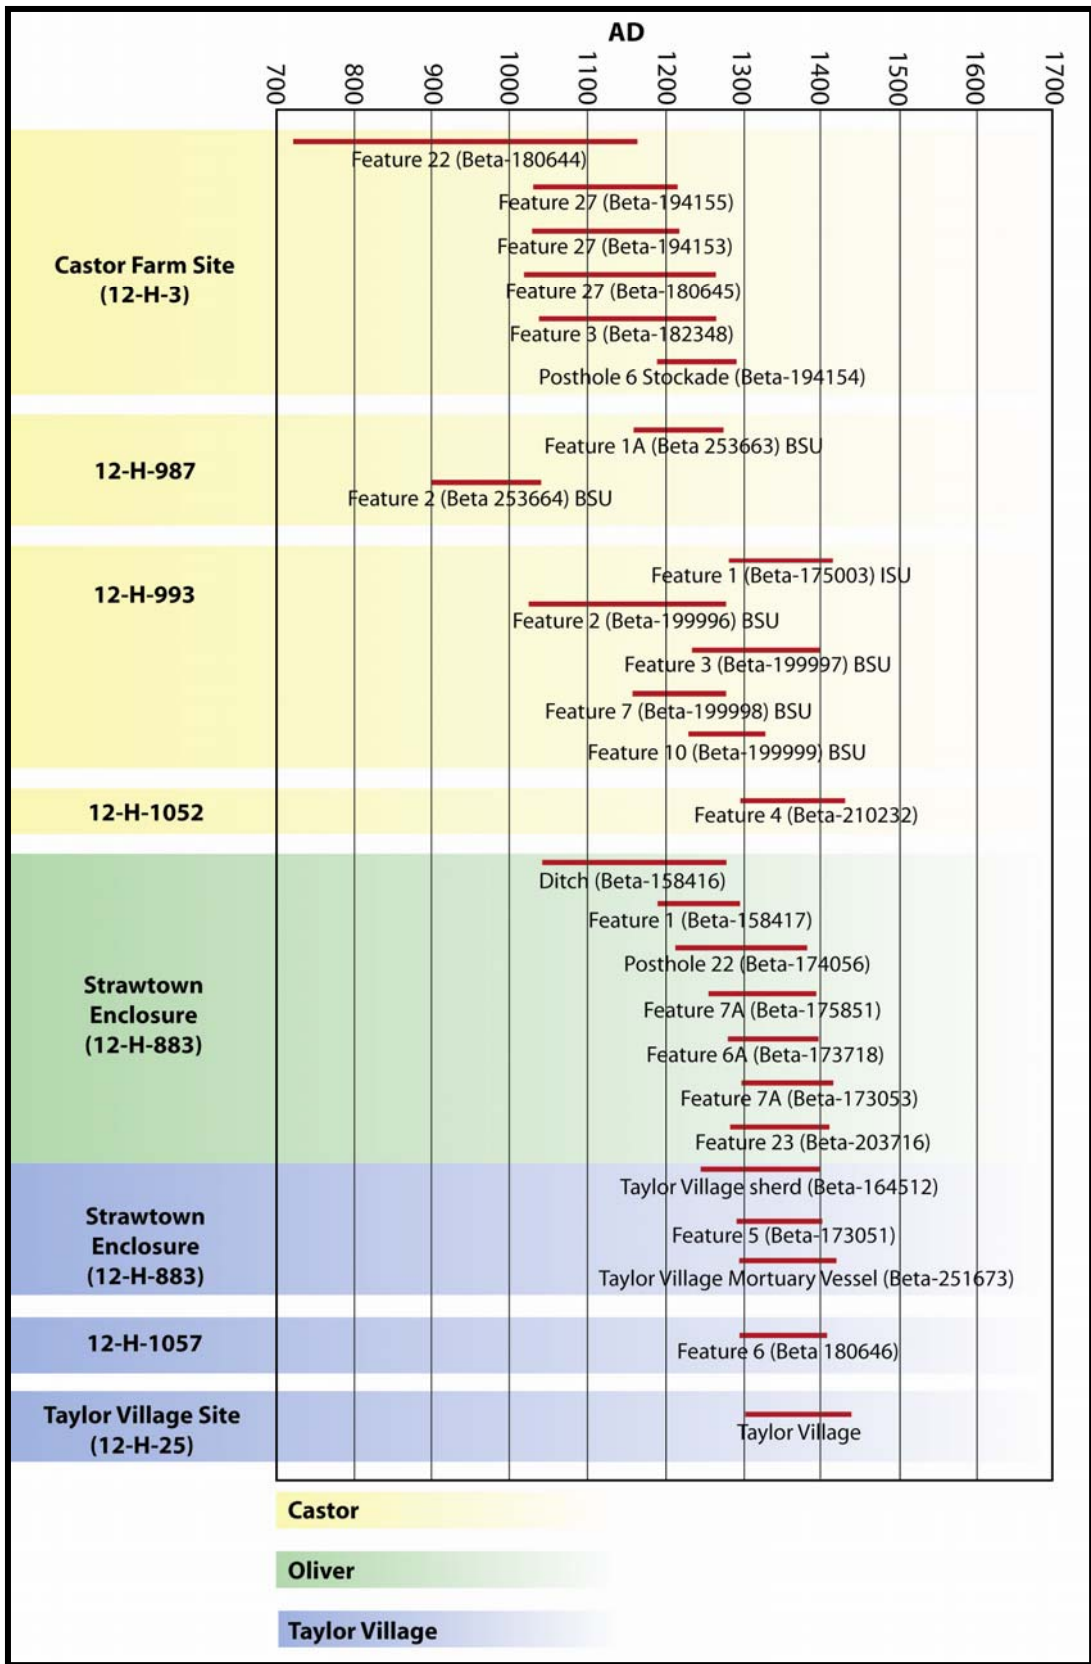 AD
700 800 900 1000 1100 1200 1300 1400 1500 1600 1700
Castor Farm Site
(12-H-3)
Feature 22 (Beta-180644)
Feature 27 (Beta-194155)
Feature 27 (Beta-194153)
Feature 27 (Beta-180645)
Feature 3 (Beta-182348)
Posthole 6 Stockade (Beta-194154)
12-H-987
Feature 1A (Beta 253663) BSU
Feature 2 (Beta 253664) BSU
12-H-993
Feature 1 (Beta-175003) ISU
Feature 2 (Beta-199996) BSU
Feature 3 (Beta-199997) BSU
Feature 7 (Beta-199998) BSU
Feature 10 (Beta-199999) BSU
12-H-1052
Feature 4 (Beta-210232)
Strawtown
Enclosure
(12-H-883)
Ditch (Beta-158416)
Feature 1 (Beta-158417)
Posthole 22 (Beta-174056)
Feature 7A (Beta-175851)
Feature 6A (Beta-173718)
Feature 7A (Beta-173053)
Feature 23 (Beta-203716)
Strawtown
Enclosure
(12-H-883)
Taylor Village sherd (Beta-164512)
Feature 5 (Beta-173051)
Taylor Village Mortuary Vessel (Beta-251673)
12-H-1057
Feature 6 (Beta 180646)
Taylor Village Site
(12-H-25)
Taylor Village
Castor
Oliver
Taylor Village